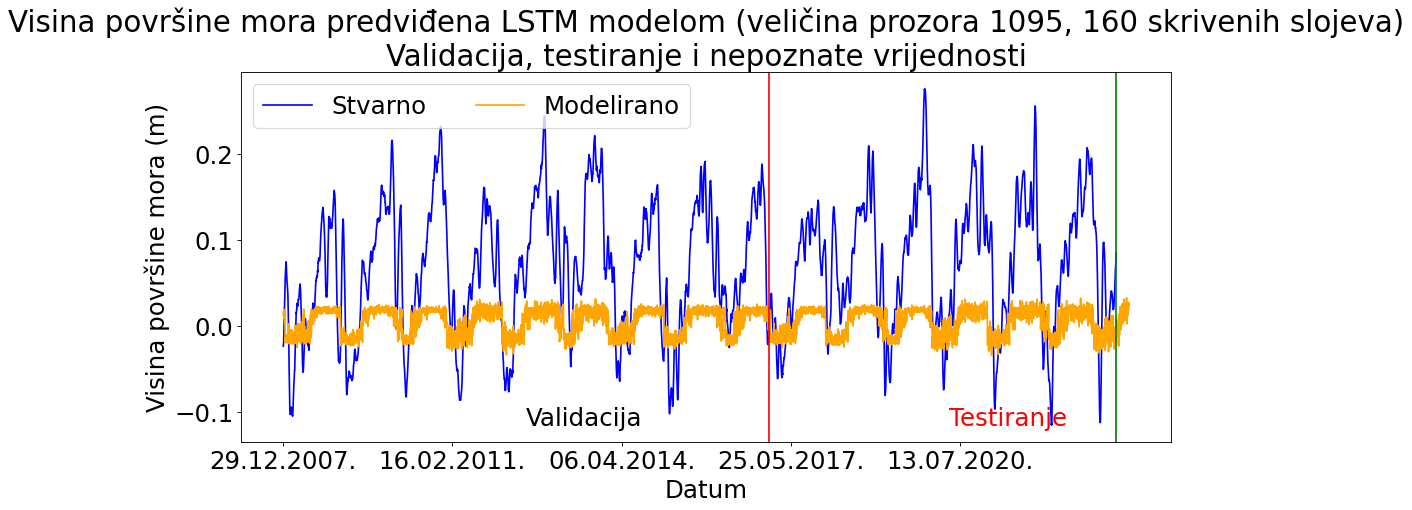 Visina površine mora predviđena LSTM modelom (veličina prozora 1095, 160 skrivenih slojeva)
Validacija, testiranje i nepoznate vrijednosti
Stvarno Modelirano
Visina površine mora (m)
0.2
0.1
0.0
−0.1
Validacija
Testiranje
29.12.2007. 16.02.2011. 06.04.2014. 25.05.2017. 13.07.2020.
Datum